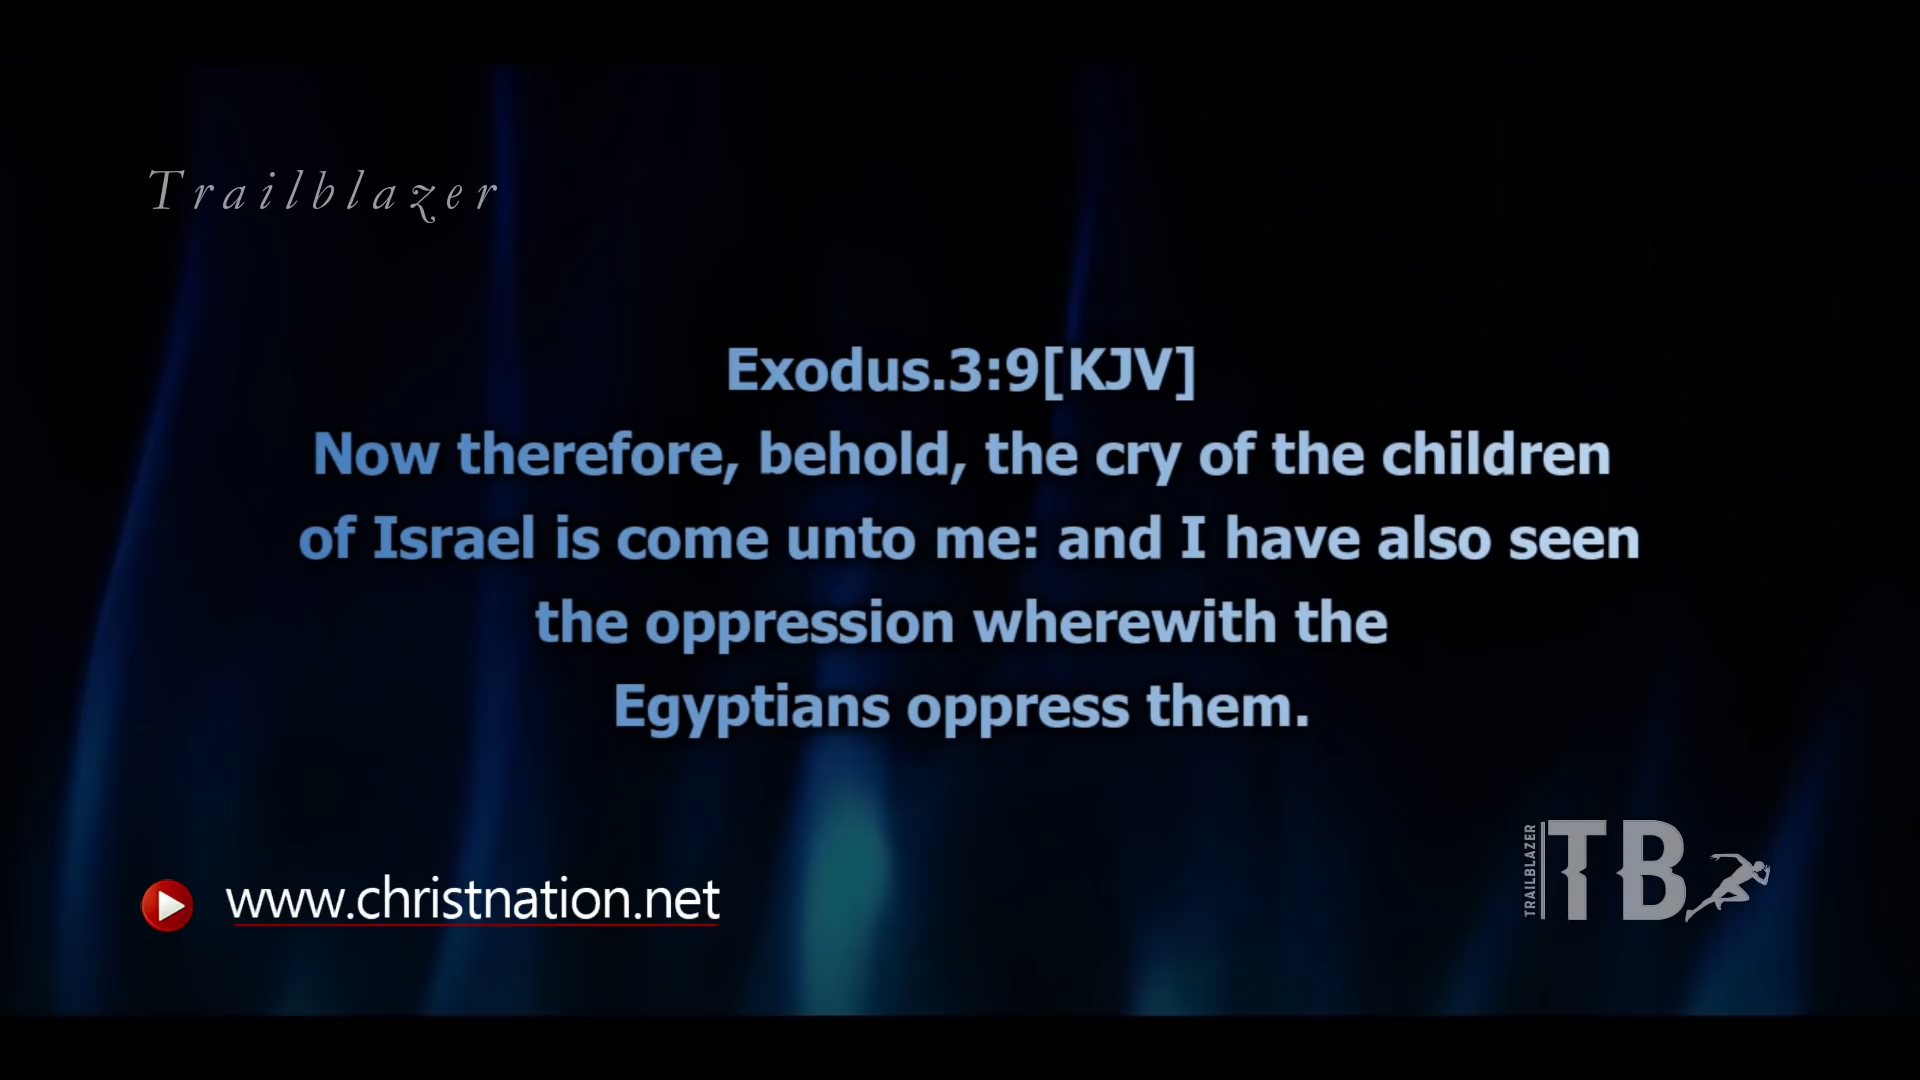 Trailblazer
Exodus.3:9[KJV]
Now therefore, behold, the cry of the children
of Israel is come unto me: and I have also seen
the oppression wherewith the
Egyptians oppress them.
www.christnation.net
TRAILBLAZER
TB